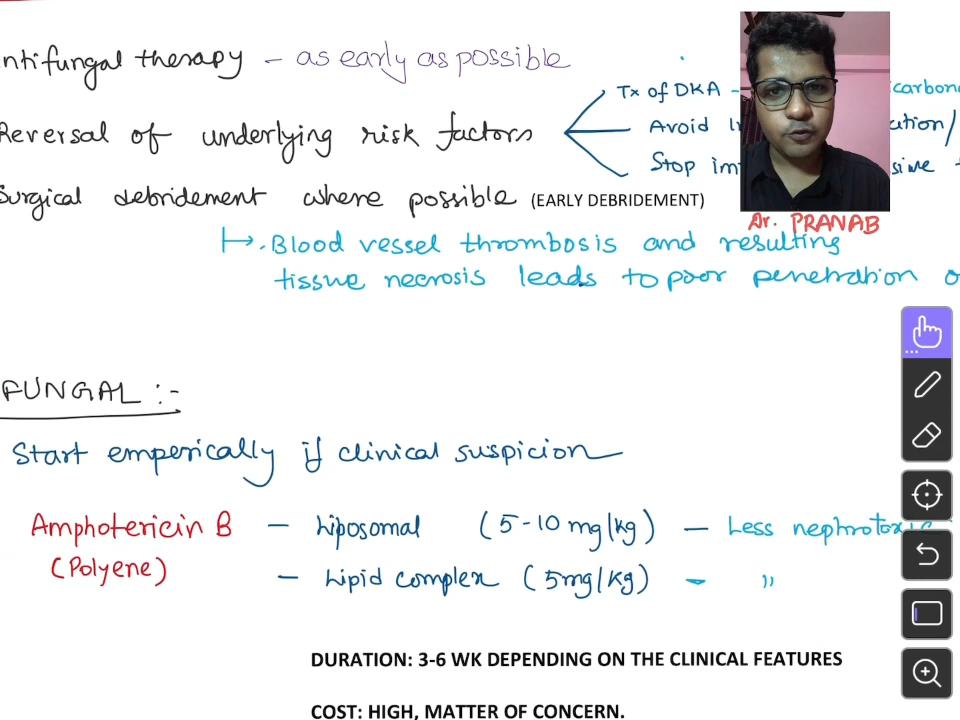 ntifungal therapy - as early as possible
Tx of DKA - carbon
Reversal of underlying risk factors
Avoid
Stop
Surgical debridement where possible (EARLY DEBRIDEMENT)
Dr. PRANAB
Blood vessel thrombosis and resulting
tissue necrosis leads to poor penetration
FUNGAL :-
Start emperically if clinical suspicion
Amphotericin B - Liposomal (5-10 mg/kg) - Less nephrotoxic
(Polyene) - Lipid complex (5mg/kg) - "
DURATION: 3-6 WK DEPENDING ON THE CLINICAL FEATURES
COST: HIGH, MATTER OF CONCERN.